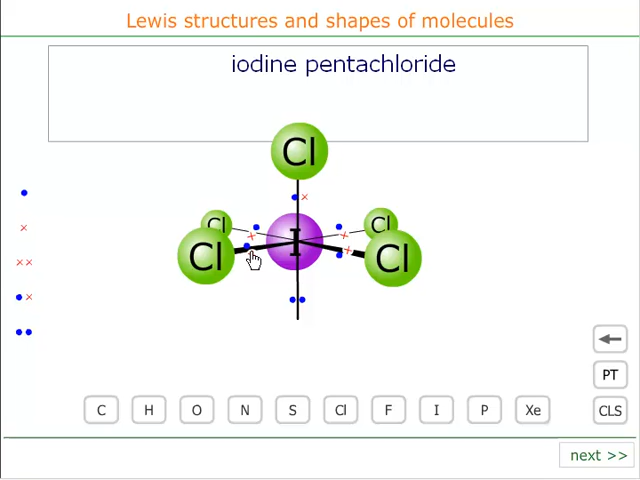 Lewis structures and shapes of molecules
iodine pentachloride
Cl
Cl
Cl
Cl
I
Cl
PT
C H O N S Cl F I P Xe
CLS
next >>